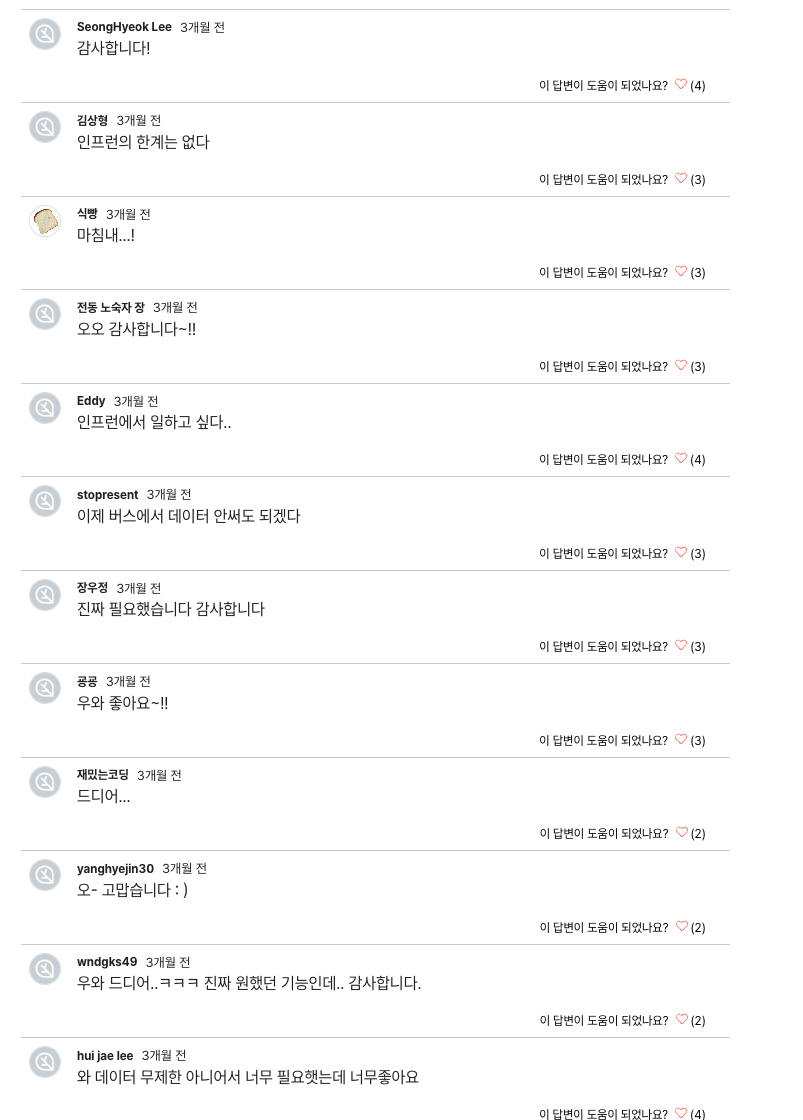 SeongHyeok Lee 3개월 전
감사합니다!
이 답변이 도움이 되었나요? ♡ (4)
김상형 3개월 전
인프런의 한계는 없다
이 답변이 도움이 되었나요? ♡ (3)
식빵 3개월 전
마침내...!
이 답변이 도움이 되었나요? ♡ (3)
전동 노숙자 장 3개월 전
오오 감사합니다~!!
이 답변이 도움이 되었나요? ♡ (3)
Eddy 3개월 전
인프런에서 일하고 싶다..
이 답변이 도움이 되었나요? ♡ (4)
stopresent 3개월 전
이제 버스에서 데이터 안써도 되겠다
이 답변이 도움이 되었나요? ♡ (3)
장우정 3개월 전
진짜 필요했습니다 감사합니다
이 답변이 도움이 되었나요? ♡ (3)
굥굥 3개월 전
우와 좋아요~!!
이 답변이 도움이 되었나요? ♡ (3)
재밌는코딩 3개월 전
드디어...
이 답변이 도움이 되었나요? ♡ (2)
yanghyejin30 3개월 전
오- 고맙습니다 : )
이 답변이 도움이 되었나요? ♡ (2)
wndgks49 3개월 전
우와 드디어..ㅋㅋㅋ 진짜 원했던 기능인데.. 감사합니다.
이 답변이 도움이 되었나요? ♡ (2)
hui jae lee 3개월 전
와 데이터 무제한 아니어서 너무 필요햇는데 너무좋아요
이 답변이 도움이 되었나요? ♡ (4)